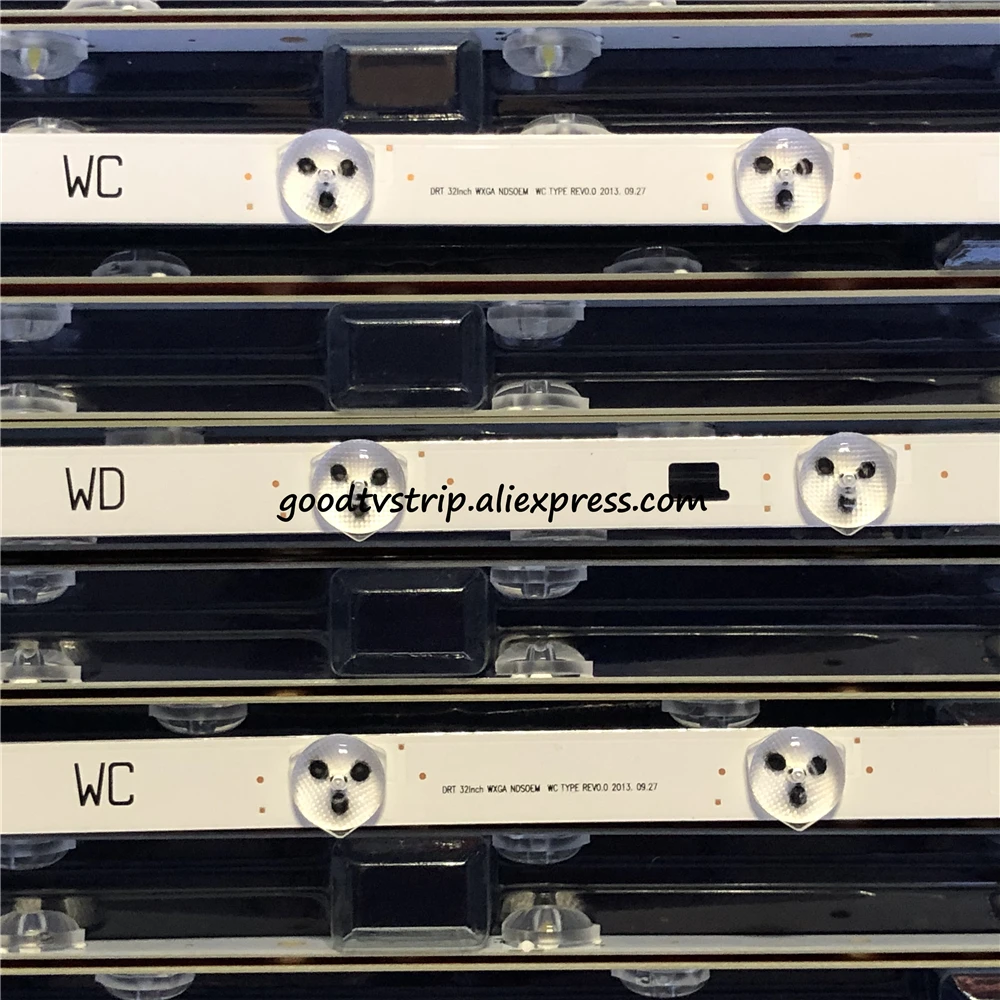 WC
DRT 32Inch WXGA NDSOEM WC TYPE REV0.0 2013. 09.27
WD
goodtvstrip.aliexpress.com
WC
DRT 32Inch WXGA NDSOEM WC TYPE REV0.0 2013. 09.27